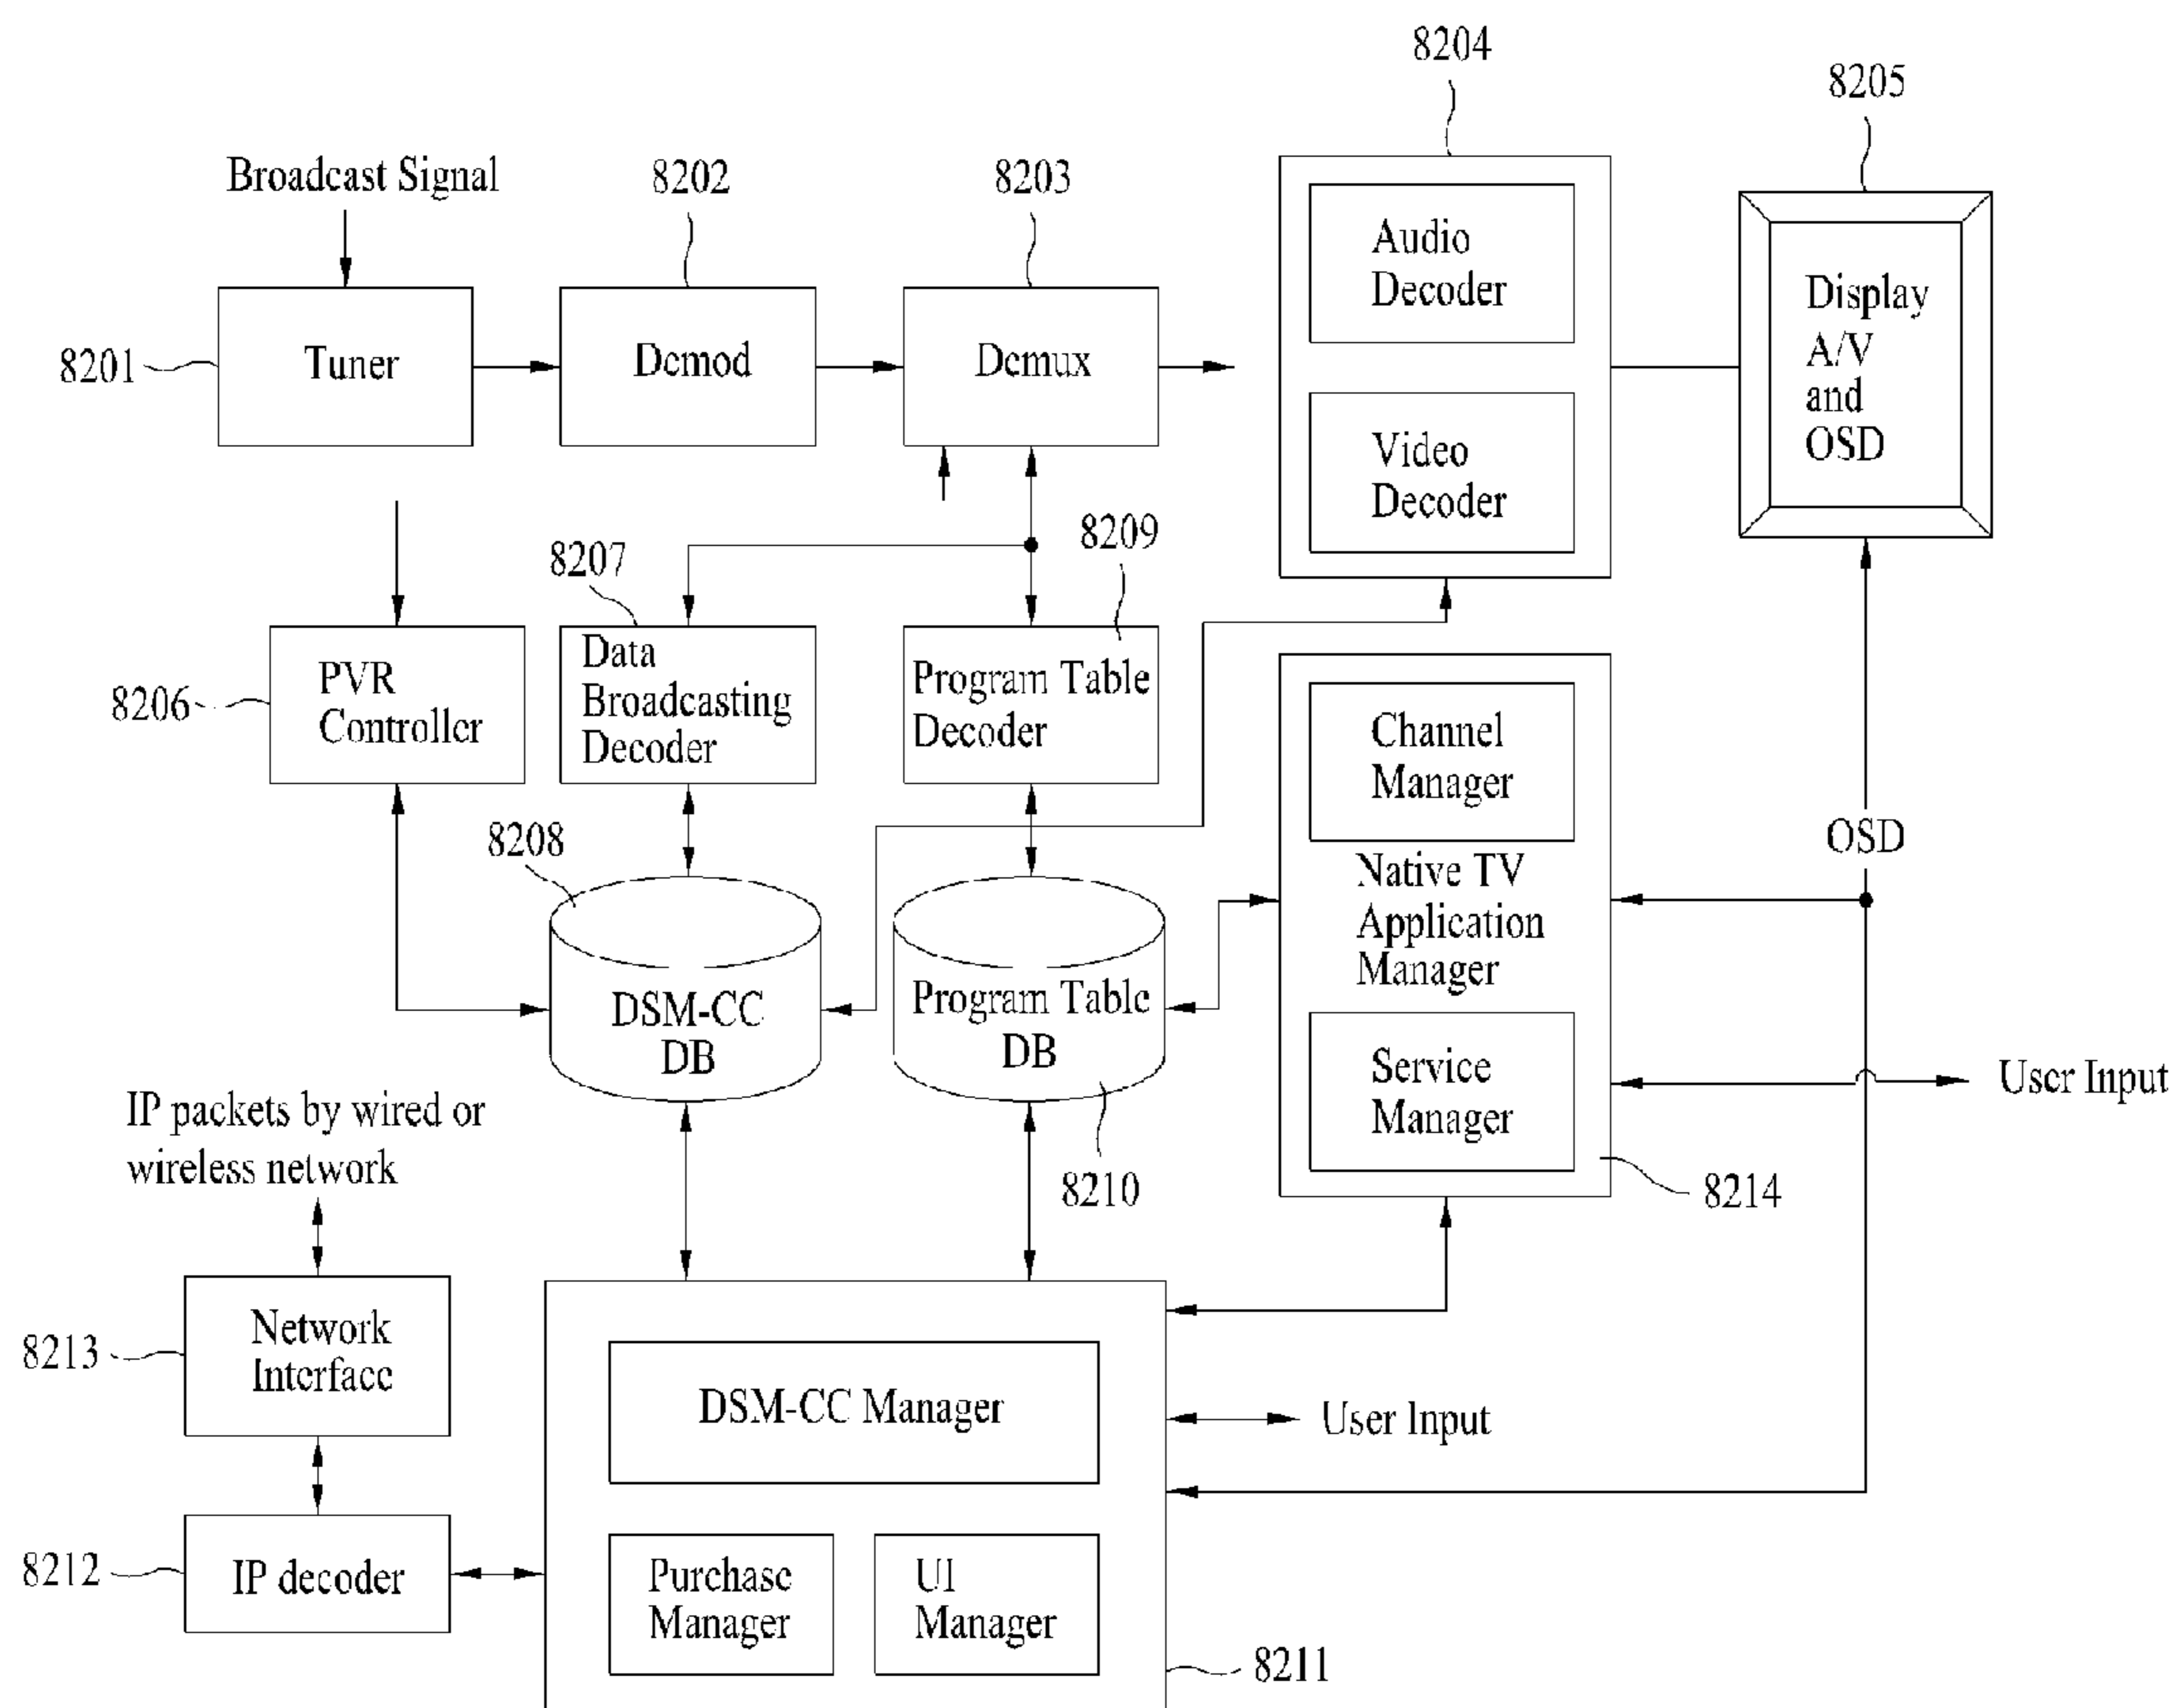 8204
8205
Broadcast Signal
8202
8203
Audio
Decoder
Display
A/V
and
OSD
8201
Tuner
Demod
Demux
Video
Decoder
8207
8209
8206
PVR
Controller
Data
Broadcasting
Decoder
Program Table
Decoder
Channel
Manager
OSD
8208
Native TV
Application
Manager
DSM-CC
DB
Program Table
DB
Service
Manager
User Input
IP packets by wired or
wireless network
8210
8214
8213
Network
Interface
DSM-CC Manager
User Input
8212
IP decoder
Purchase
Manager
UI
Manager
8211